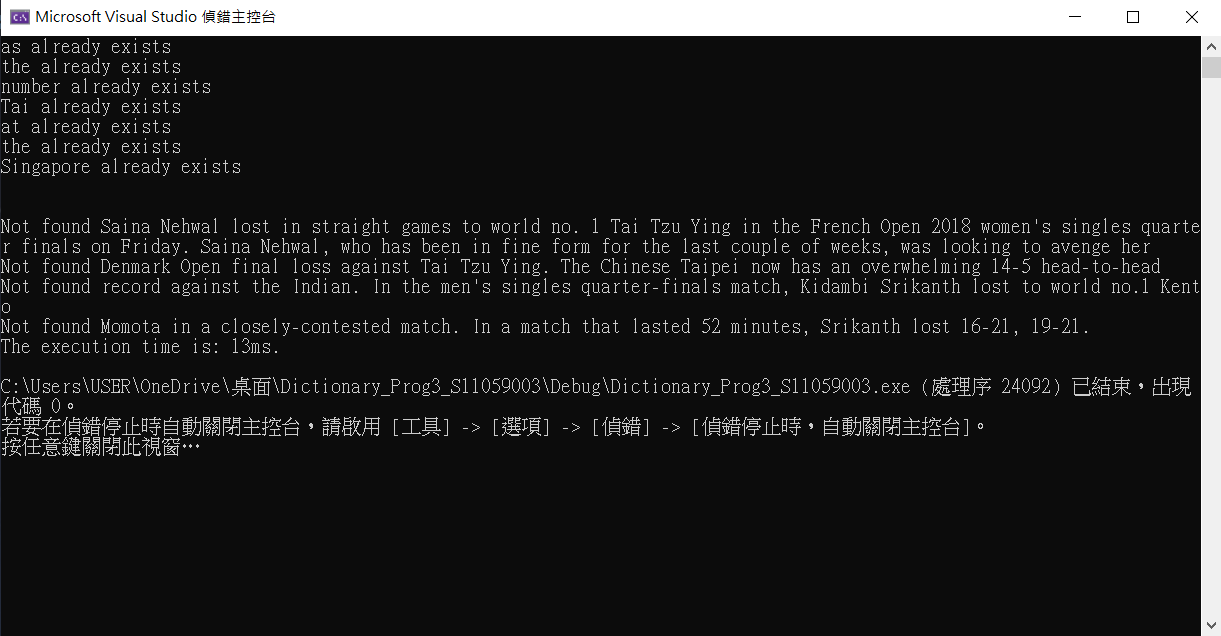 Microsoft Visual Studio 偵錯主控台
as already exists
the already exists
number already exists
Tai already exists
at already exists
the already exists
Singapore already exists
Not found Saina Nehwal lost in straight games to world no. 1 Tai Tzu Ying in the French Open 2018 women's singles quarte
r finals on Friday. Saina Nehwal, who has been in fine form for the last couple of weeks, was looking to avenge her
Not found Denmark Open final loss against Tai Tzu Ying. The Chinese Taipei now has an overwhelming 14-5 head-to-head
Not found record against the Indian. In the men's singles quarter-finals match, Kidambi Srikanth lost to world no.1 Kent
o
Not found Momota in a closely-contested match. In a match that lasted 52 minutes, Srikanth lost 16-21, 19-21.
The execution time is: 13ms.
C:\Users\USER\OneDrive\桌面\Dictionary_Prog3_S11059003\Debug\Dictionary_Prog3_S11059003.exe (處理序 24092) 已結束，出現
代碼 0。
若要在偵錯停止時自動關閉主控台，請啟用 [工具] -> [選項] -> [偵錯] -> [偵錯停止時，自動關閉主控台]。
按任意鍵關閉此視窗…